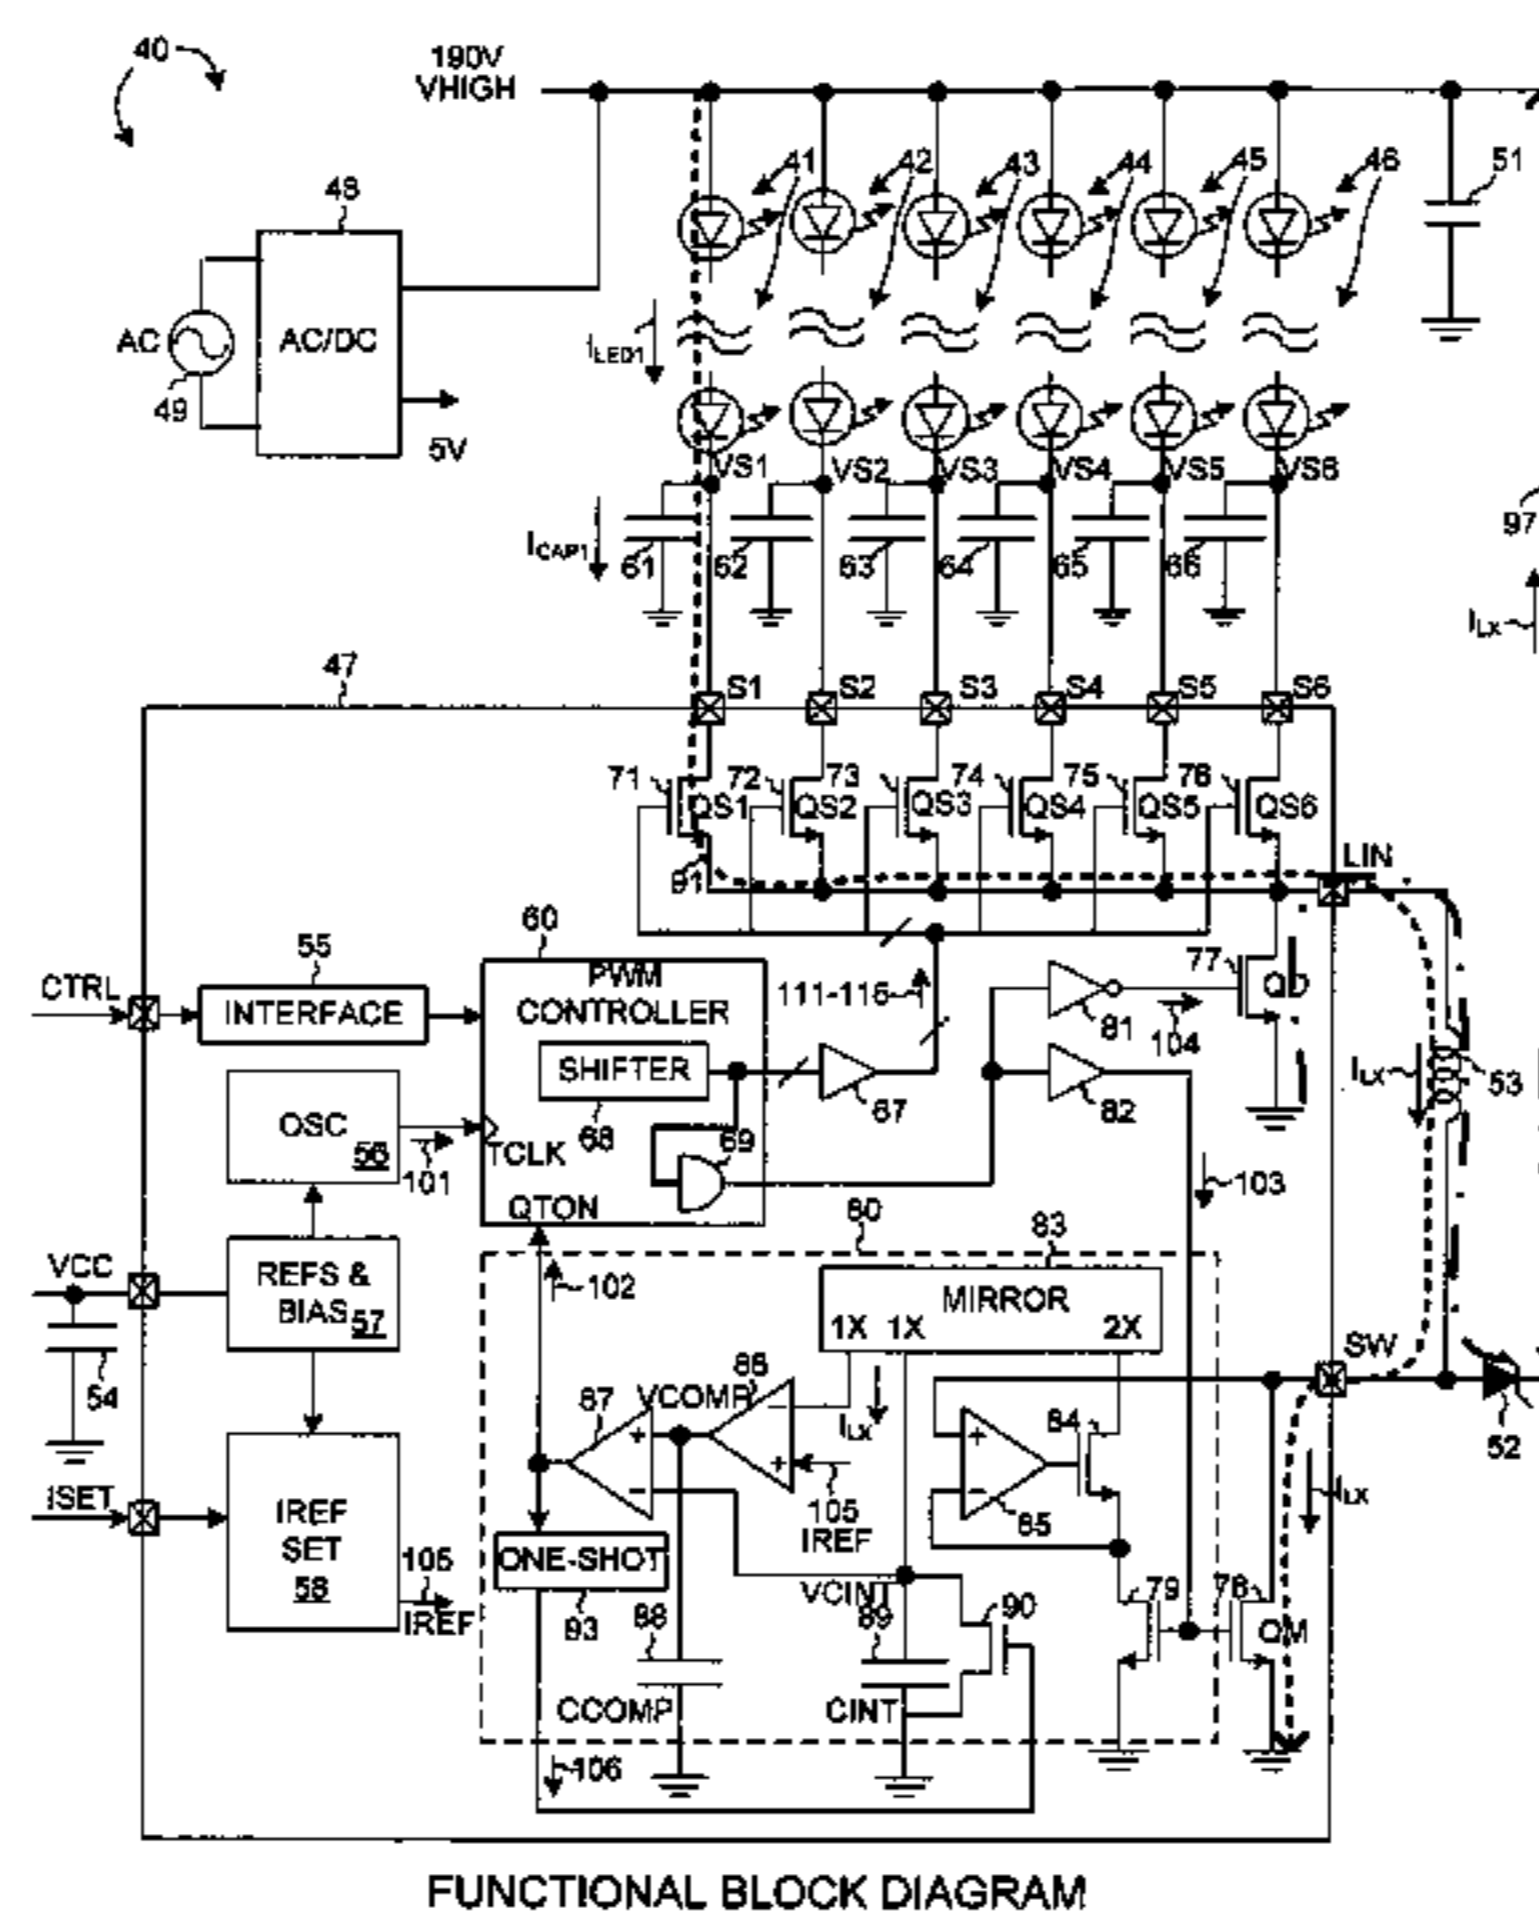 40
190V
VHIGH
41
42
43
44
45
46
51
48
AC
AC/DC
49
5V
ILED1
VS1
VS2
VS3
VS4
VS5
VS6
ICAP1
61
62
63
64
65
66
97
ILX
47
S1
S2
S3
S4
S5
S6
71
72
73
74
75
76
QS1
QS2
QS3
QS4
QS5
QS6
91
LIN
60
55
CTRL
INTERFACE
PWM
CONTROLLER
111-116
77
QD
81
104
SHIFTER
67
82
ILX
53
OSC
56
101
TCLK
68
69
103
QTON
80
83
VCC
REFS &
BIAS
57
102
MIRROR
1X 1X 2X
SW
54
86
VCOMP
87
ILX
84
52
ISET
IREF
SET
58
105
IREF
105
IREF
85
ILX
ONE-SHOT
93
VCINT
88
89
90
79
78
QM
CCOMP
CINT
106
FUNCTIONAL BLOCK DIAGRAM